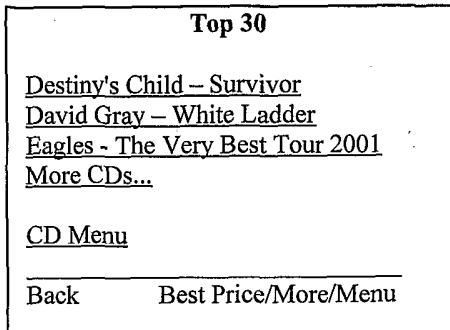 Top 30
Destiny's Child – Survivor
David Gray – White Ladder
Eagles - The Very Best Tour 2001
More CDs...
CD Menu
Back Best Price/More/Menu